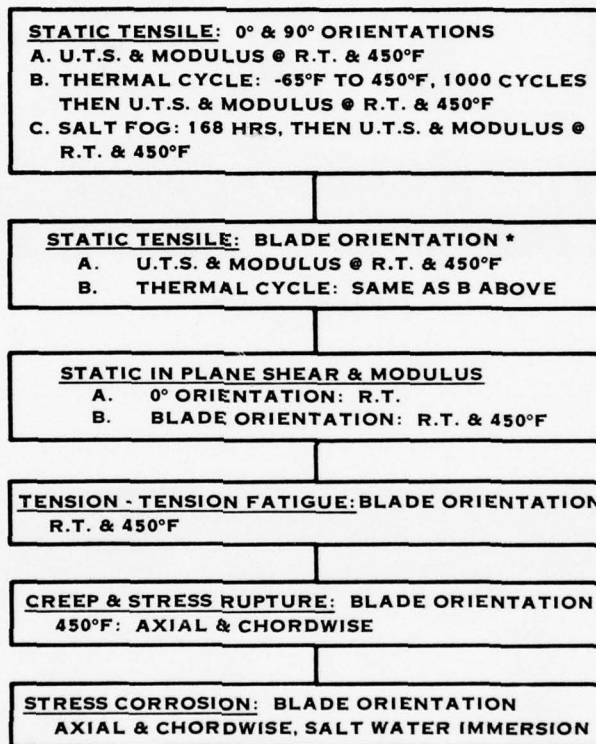 STATIC TENSILE: 0° & 90° ORIENTATIONS
A. U.T.S. & MODULUS @ R.T. & 450°F
B. THERMAL CYCLE: -65°F TO 450°F, 1000 CYCLES
THEN U.T.S. & MODULUS @ R.T. & 450°F
C. SALT FOG: 168 HRS, THEN U.T.S. & MODULUS @
R.T. & 450°F
STATIC TENSILE: BLADE ORIENTATION *
A. U.T.S. & MODULUS @ R.T. & 450°F
B. THERMAL CYCLE: SAME AS B ABOVE
STATIC IN PLANE SHEAR & MODULUS
A. 0° ORIENTATION: R.T.
B. BLADE ORIENTATION: R.T. & 450°F
TENSION - TENSION FATIGUE: BLADE ORIENTATION
R.T. & 450°F
CREEP & STRESS RUPTURE: BLADE ORIENTATION
450°F: AXIAL & CHORDWISE
STRESS CORROSION: BLADE ORIENTATION
AXIAL & CHORDWISE, SALT WATER IMMERSION